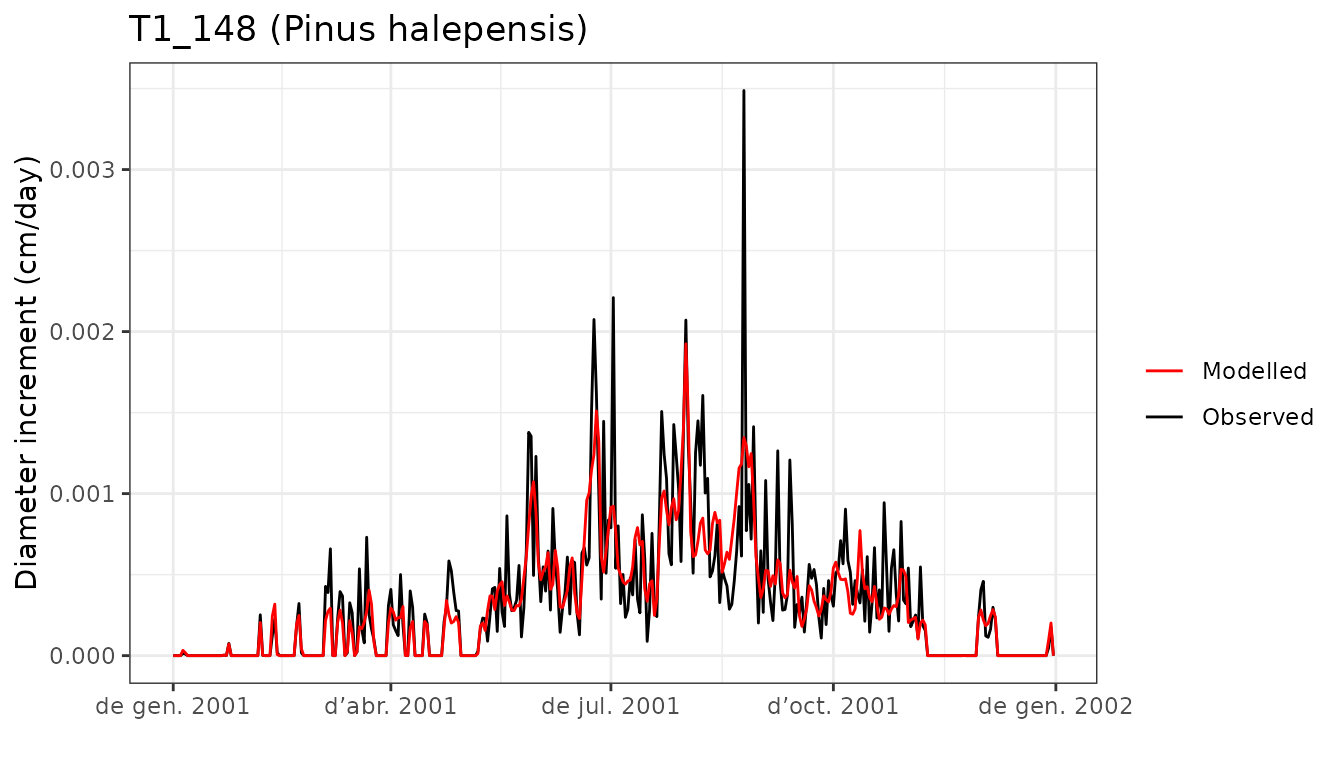 T1_148 (Pinus halepensis)
Diameter increment (cm/day)
0.003
0.002
0.001
0.000
de gen. 2001
d’abr. 2001
de jul. 2001
d’oct. 2001
de gen. 2002
Modelled
Observed